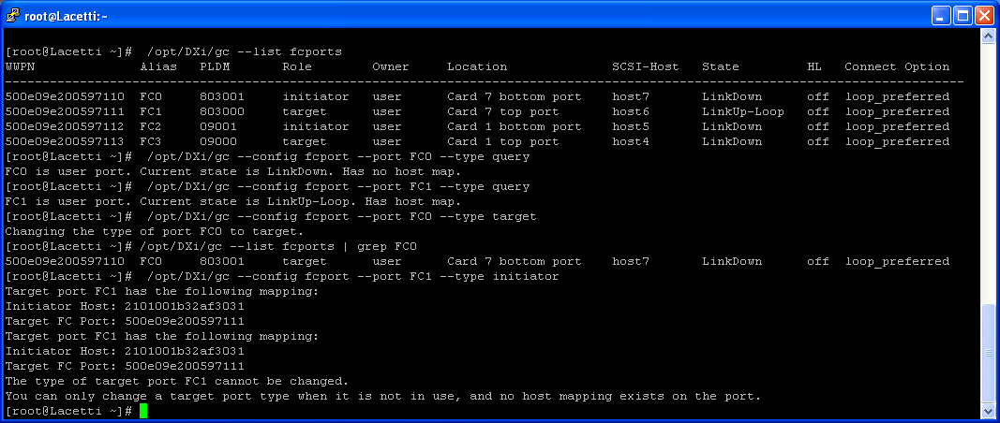 root@Lacetti:~
[root@Lacetti ~]#  /opt/DXi/gc --list fcports
WWPN              Alias  PLDM       Role        Owner     Location              SCSI-Host   State         HL   Connect Option
--------------------------------------------------------------------------------------------------------------------------------
500e09e200597110  FC0    803001     initiator   user      Card 7 bottom port    host7       LinkDown      off  loop_preferred
500e09e200597111  FC1    803000     target      user      Card 7 top port       host6       LinkUp-Loop   off  loop_preferred
500e09e200597112  FC2    09001      initiator   user      Card 1 bottom port    host5       LinkDown      off  loop_preferred
500e09e200597113  FC3    09000      target      user      Card 1 top port       host4       LinkDown      off  loop_preferred
[root@Lacetti ~]#  /opt/DXi/gc --config fcport --port FC0 --type query
FC0 is user port. Current state is LinkDown. Has no host map.
[root@Lacetti ~]#  /opt/DXi/gc --config fcport --port FC1 --type query
FC1 is user port. Current state is LinkUp-Loop. Has host map.
[root@Lacetti ~]#  /opt/DXi/gc --config fcport --port FC0 --type target
Changing the type of port FC0 to target.
[root@Lacetti ~]# /opt/DXi/gc --list fcports | grep FC0
500e09e200597110  FC0    803001     target      user      Card 7 bottom port    host7       LinkDown      off  loop_preferred
[root@Lacetti ~]#  /opt/DXi/gc --config fcport --port FC1 --type initiator
Target port FC1 has the following mapping:
Initiator Host: 2101001b32af3031
Target FC Port: 500e09e200597111
Target port FC1 has the following mapping:
Initiator Host: 2101001b32af3031
Target FC Port: 500e09e200597111
The type of target port FC1 cannot be changed.
You can only change a target port type when it is not in use, and no host mapping exists on the port.
[root@Lacetti ~]#